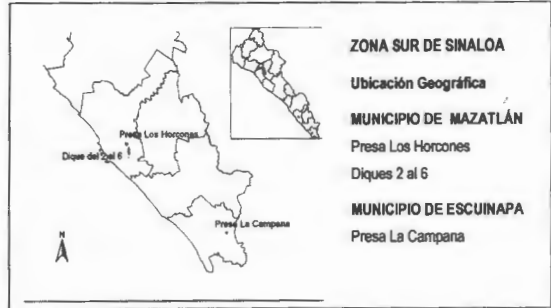 ZONA SUR DE SINALOA
Ubicación Geográfica
MUNICIPIO DE MAZATLÁN
Presa Los Horcones
Diques 2 al 6
MUNICIPIO DE ESCUINAPA
Presa La Campana
Presa Los Horcones
Dique del 2 al 6
Presa La Campana
N